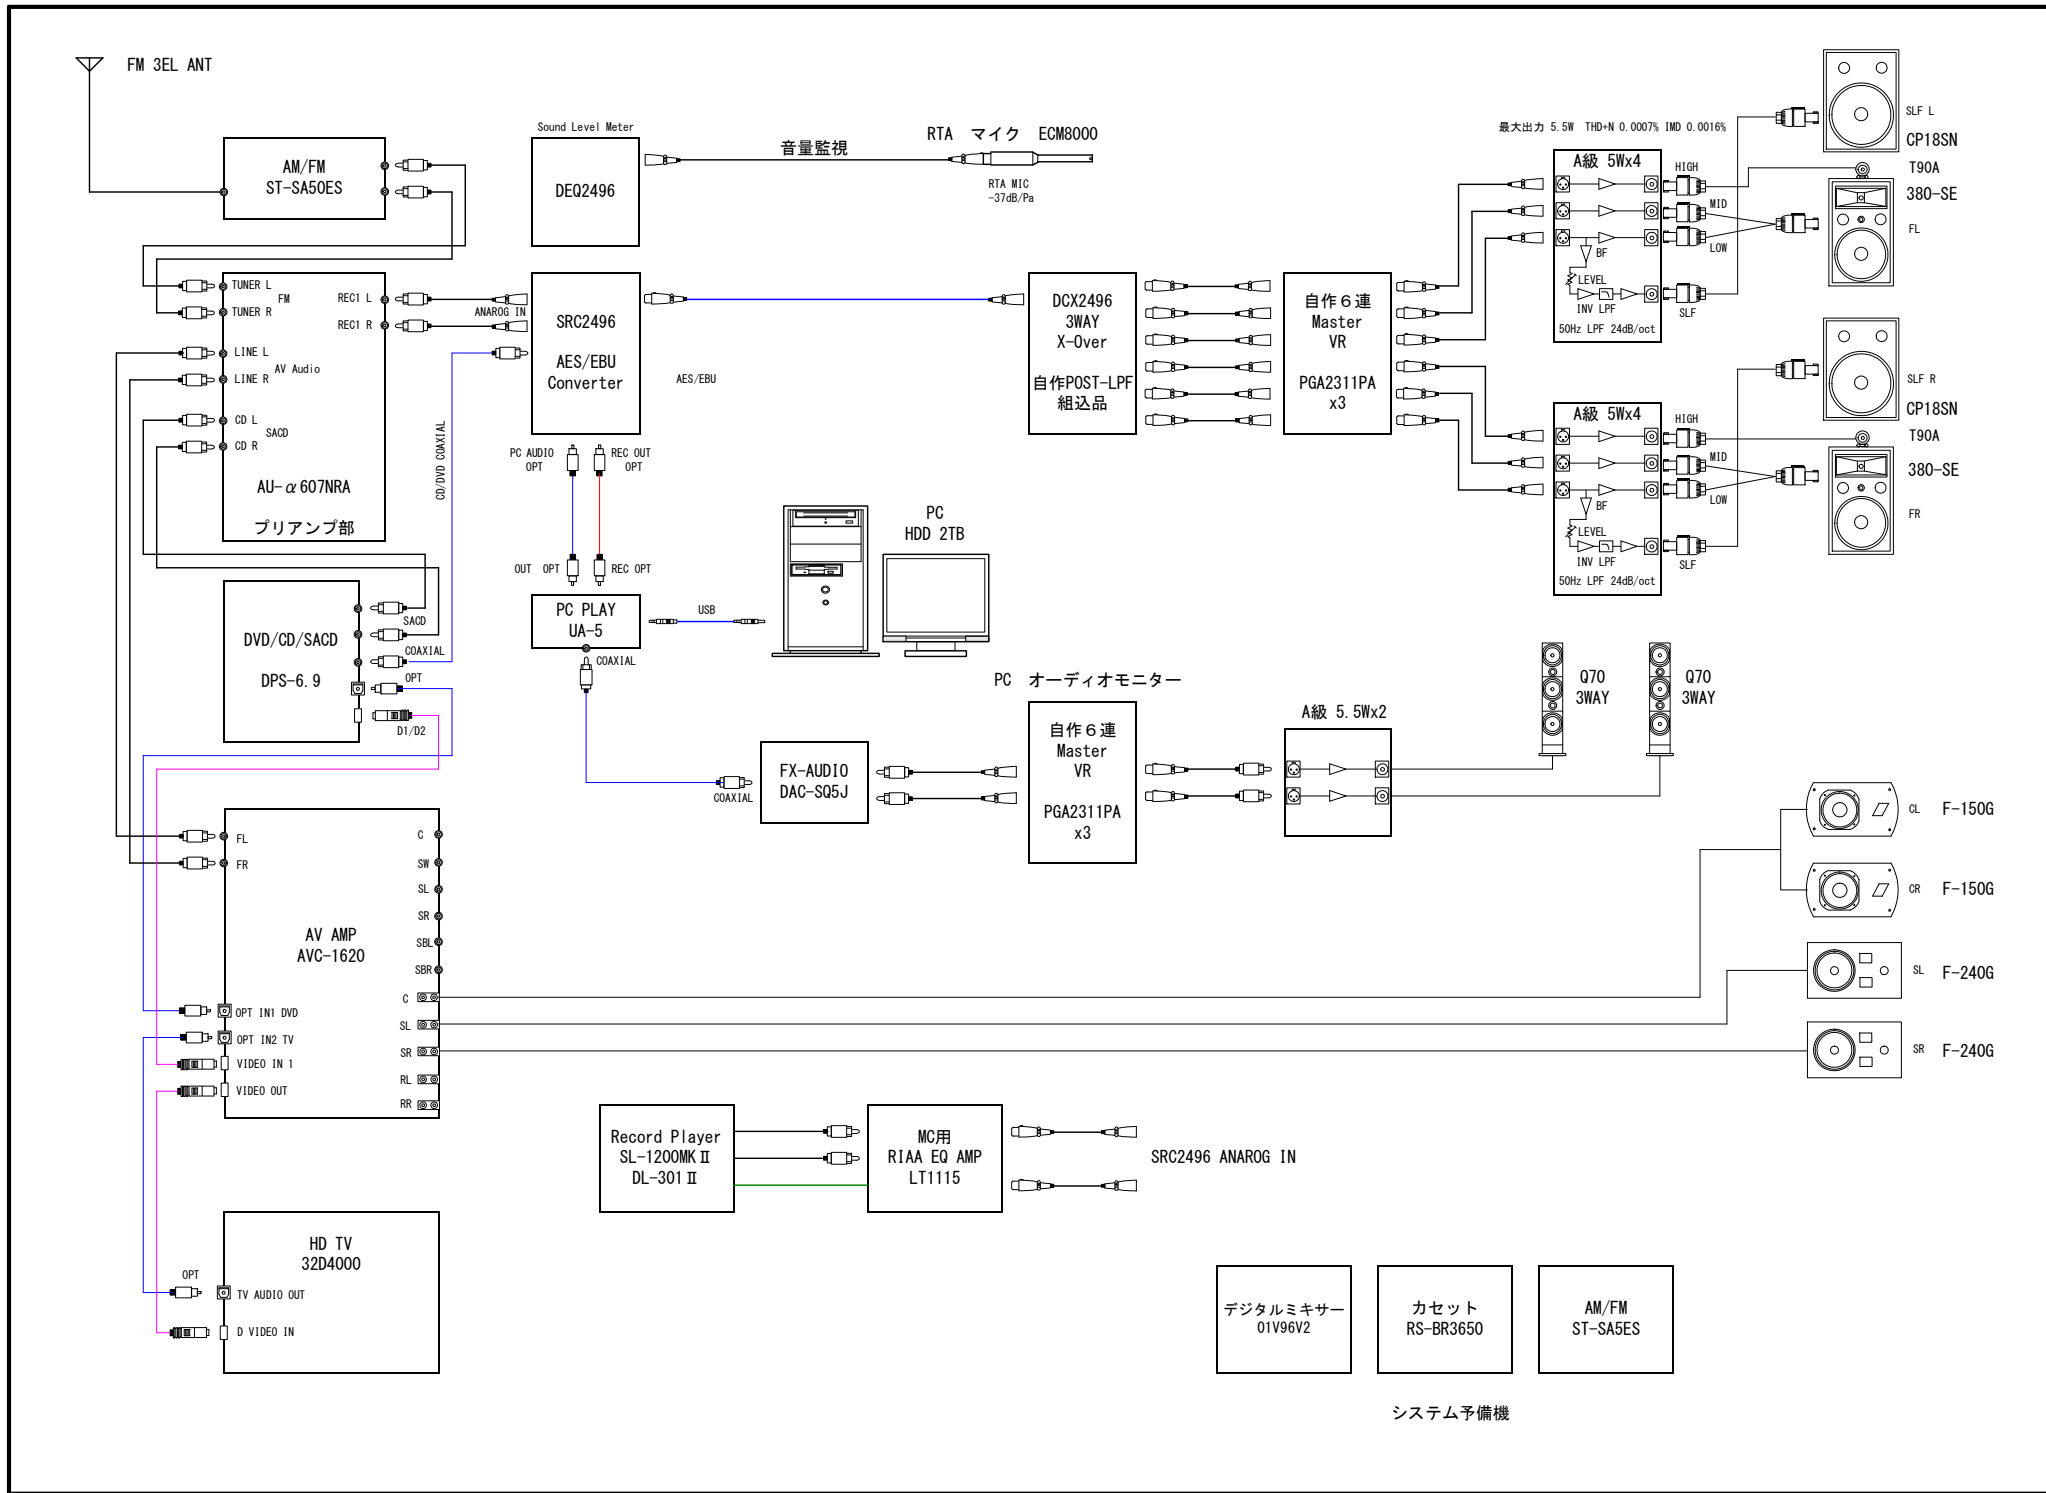 FM 3EL ANT
AM/FM
ST-SA50ES
Sound Level Meter
DEQ2496
音量監視
RTA マイク ECM8000
RTA MIC
-37dB/Pa
最大出力 5.5W THD+N 0.0007% IMD 0.0016%
A級 5Wx4
HIGH
MID
LOW
BF
LEVEL
INV LPF
SLF
50Hz LPF 24dB/oct
SLF L
CP18SN
T90A
380-SE
FL
TUNER L
FM
TUNER R
LINE L
AV Audio
LINE R
CD L
SACD
CD R
REC1 L
REC1 R
AU-α607NRA
プリアンプ部
ANAROG IN
CD/DVD COAXIAL
SRC2496
AES/EBU
Converter
AES/EBU
DCX2496
3WAY
X-Over
自作POST-LPF
組込品
自作6連
Master
VR
PGA2311PA
x3
A級 5Wx4
HIGH
MID
LOW
BF
LEVEL
INV LPF
SLF
50Hz LPF 24dB/oct
SLF R
CP18SN
T90A
380-SE
FR
PC AUDIO
OPT
REC OUT
OPT
OUT OPT
REC OPT
PC PLAY
UA-5
USB
PC
HDD 2TB
COAXIAL
DVD/CD/SACD
DPS-6.9
SACD
COAXIAL
OPT
D1/D2
PC オーディオモニター
COAXIAL
FX-AUDIO
DAC-SQ5J
自作6連
Master
VR
PGA2311PA
x3
A級 5.5Wx2
Q70
3WAY
Q70
3WAY
FL
FR
AV AMP
AVC-1620
C
SW
SL
SR
SBL
SBR
C
SL
SR
RL
RR
OPT IN1 DVD
OPT IN2 TV
VIDEO IN 1
VIDEO OUT
CL F-150G
CR F-150G
SL F-240G
SR F-240G
Record Player
SL-1200MKⅡ
DL-301Ⅱ
MC用
RIAA EQ AMP
LT1115
SRC2496 ANAROG IN
HD TV
32D4000
OPT
TV AUDIO OUT
D VIDEO IN
デジタルミキサー
01V96V2
カセット
RS-BR3650
AM/FM
ST-SA5ES
システム予備機